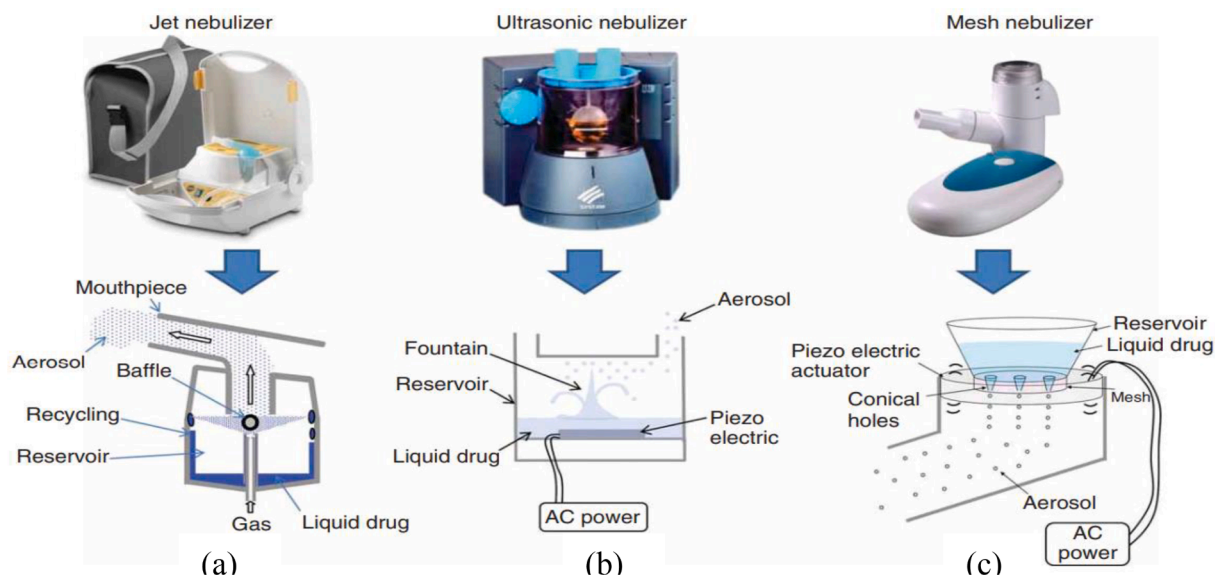 Jet nebulizer
Ultrasonic nebulizer
Mesh nebulizer
Mouthpiece
Aerosol
Baffle
Recycling
Reservoir
Gas
Liquid drug
Aerosol
Fountain
Reservoir
Piezo
electric
Liquid drug
AC power
Reservoir
Liquid drug
Piezo electric
actuator
Mesh
Conical
holes
Aerosol
AC
power
(a)
(b)
(c)